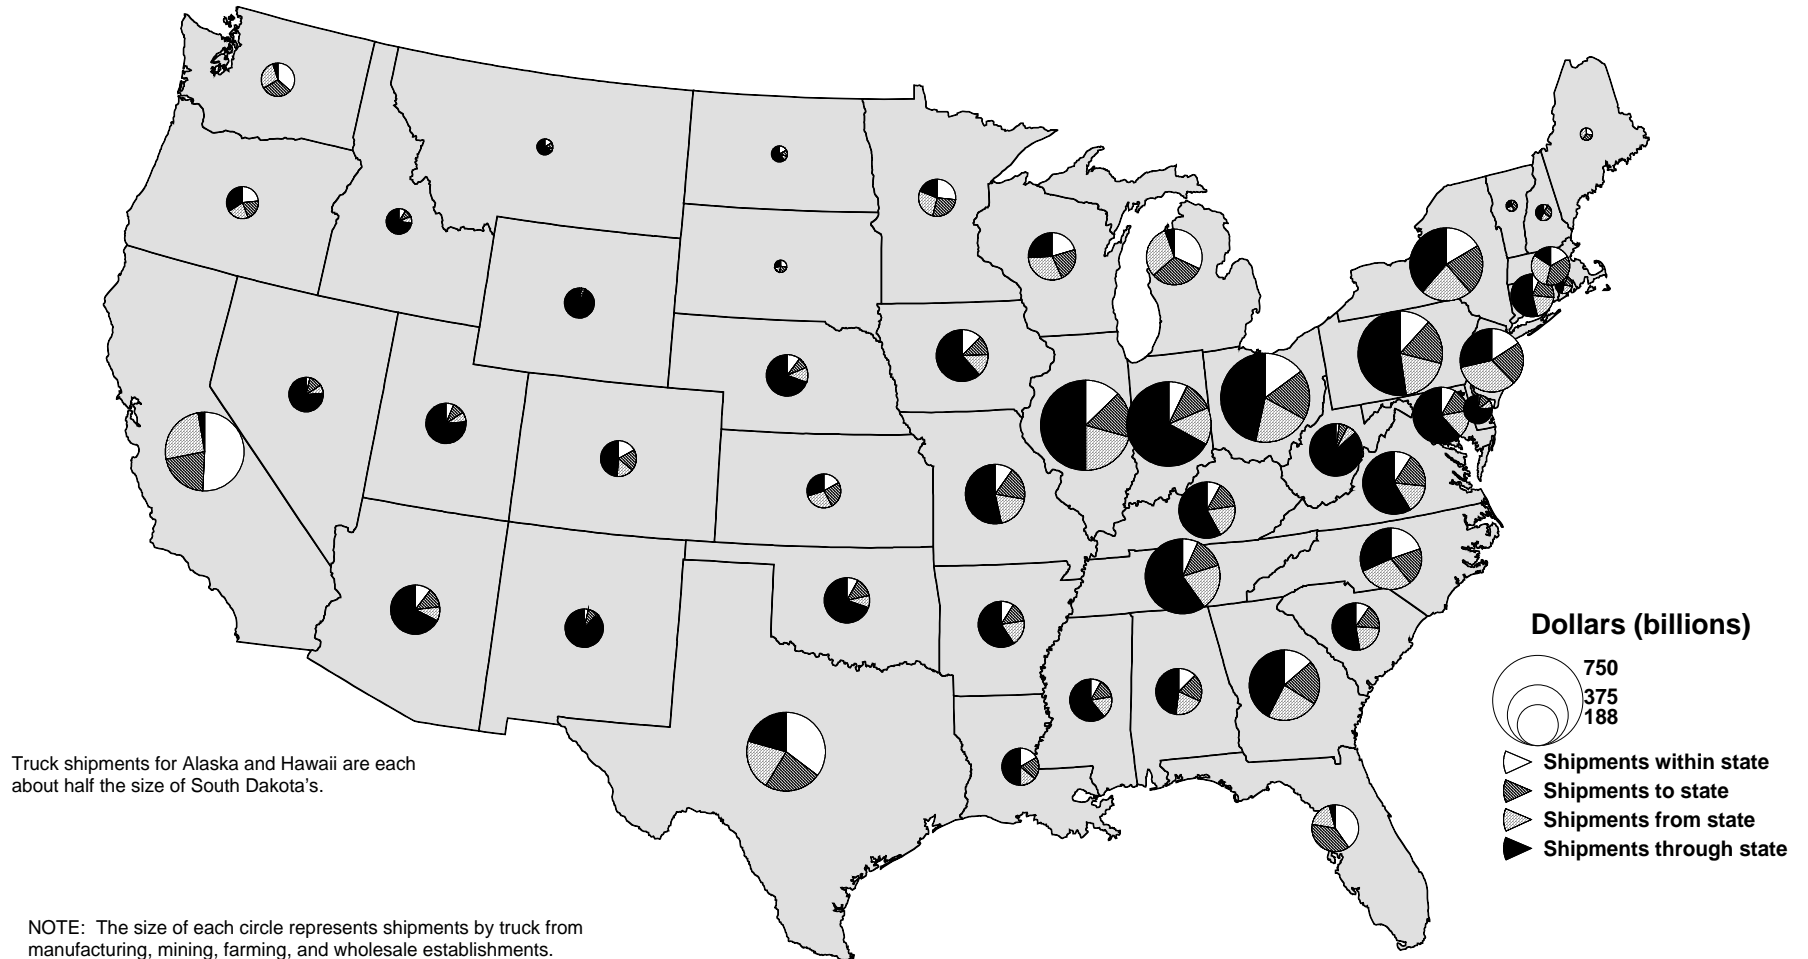 Dollars (billions)
750
375
188
Shipments within state
Shipments to state
Shipments from state
Shipments through state
Truck shipments for Alaska and Hawaii are each
about half the size of South Dakota's.
NOTE:  The size of each circle represents shipments by truck from
manufacturing, mining, farming, and wholesale establishments.